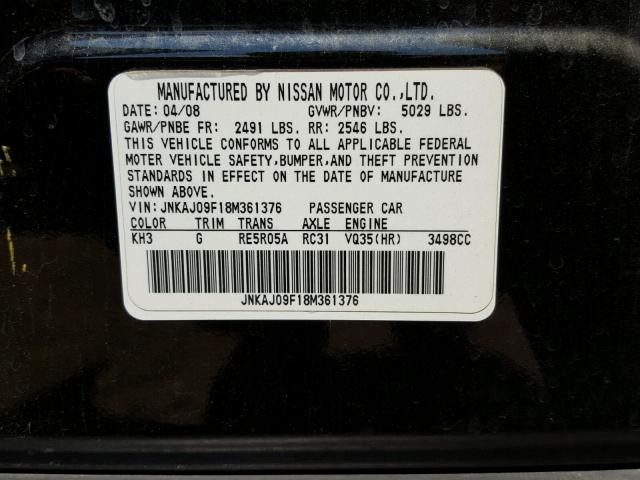 MANUFACTURED BY NISSAN MOTOR CO.,LTD.
DATE: 04/08 GVWR/PNBV: 5029 LBS.
GAWR/PNBE FR: 2491 LBS. RR: 2546 LBS.
THIS VEHICLE CONFORMS TO ALL APPLICABLE FEDERAL
MOTER VEHICLE SAFETY,BUMPER,AND THEFT PREVENTION
STANDARDS IN EFFECT ON THE DATE OF MANUFACTURE
SHOWN ABOVE.
VIN: JNKAJ09F18M361376 PASSENGER CAR
COLOR TRIM TRANS AXLE ENGINE
KH3 G RE5R05A RC31 VQ35(HR) 3498CC
JNKAJ09F18M361376